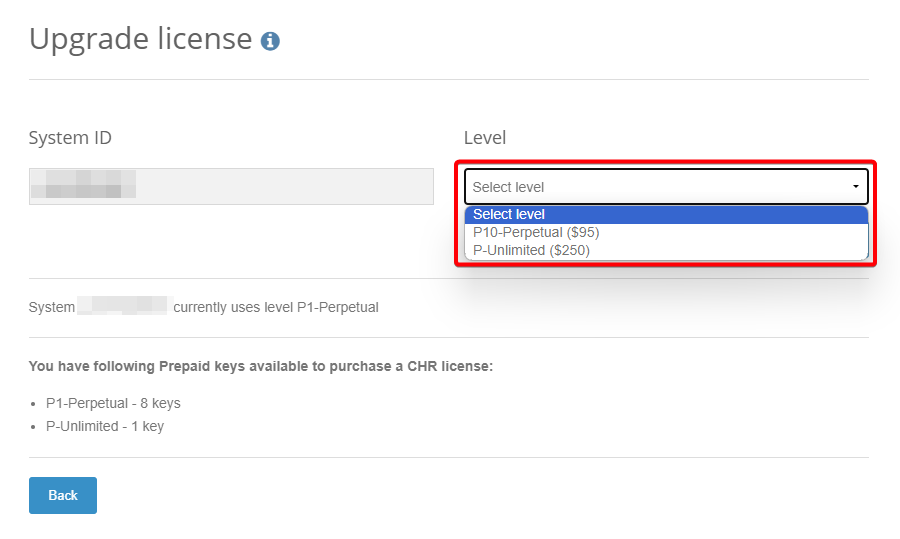 Upgrade license
System ID
Level
Select level
Select level
P10-Perpetual ($95)
P-Unlimited ($250)
System currently uses level P1-Perpetual
You have following Prepaid keys available to purchase a CHR license:
• P1-Perpetual - 8 keys
• P-Unlimited - 1 key
Back